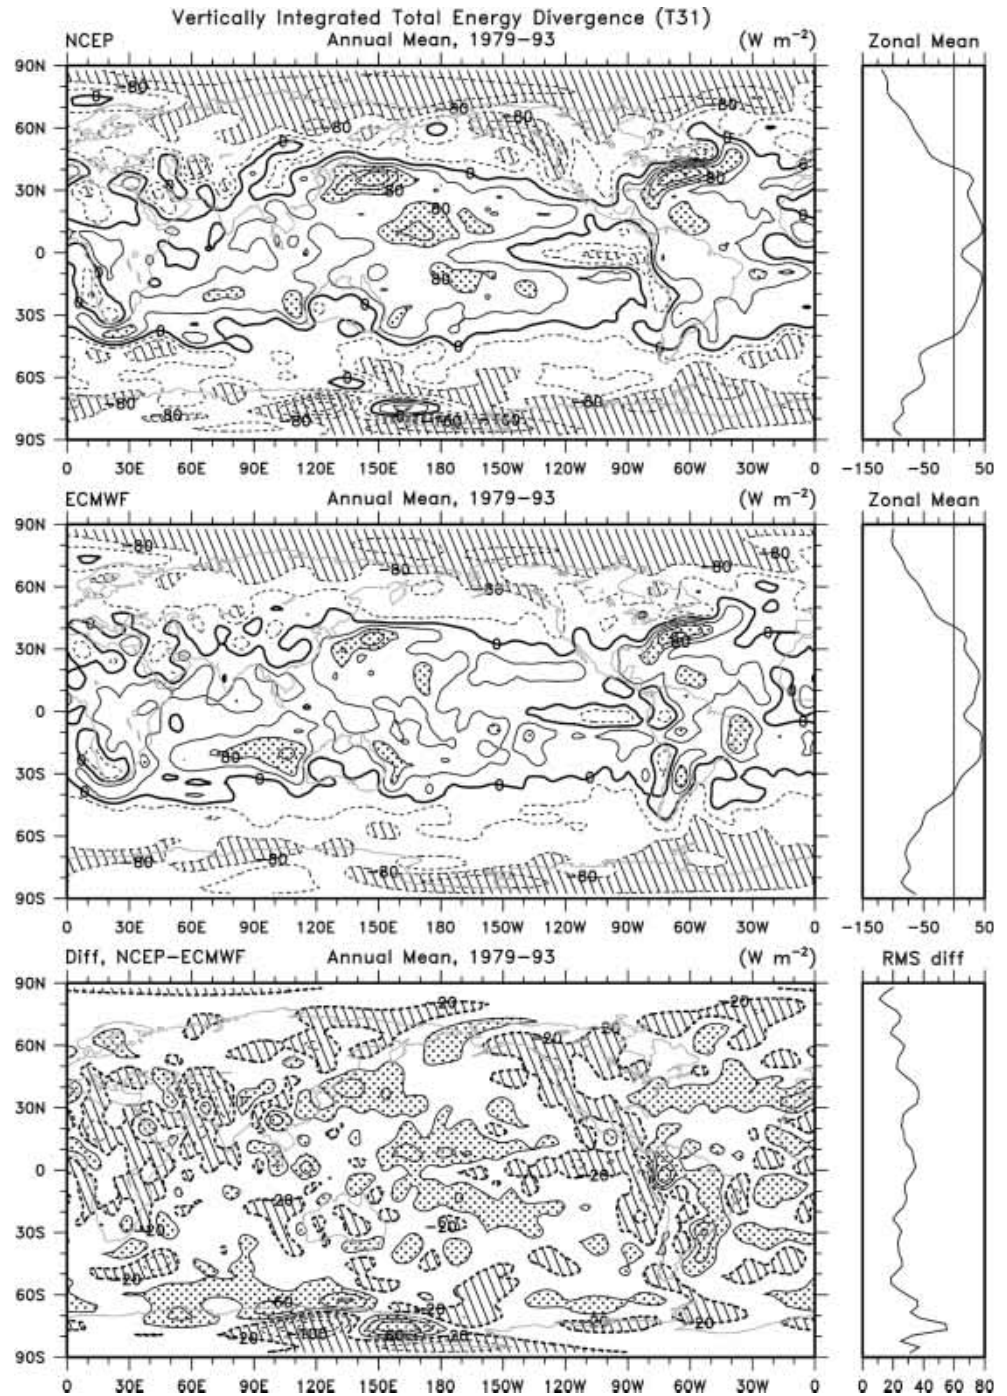 Vertically Integrated Total Energy Divergence (T31)
NCEP Annual Mean, 1979-93 (W m⁻²) Zonal Mean
90N
60N
30N
0
30S
60S
90S
0 30E 60E 90E 120E 150E 180E 150W 120W 90W 60W 30W 0 -150 -50 50
ECMWF Annual Mean, 1979-93 (W m⁻²) Zonal Mean
90N
60N
30N
0
30S
60S
90S
0 30E 60E 90E 120E 150E 180 150W 120W 90W 60W 30W 0 -150 -50 50
Diff, NCEP-ECMWF Annual Mean, 1979-93 (W m⁻²) RMS diff
90N
60N
30N
0
30S
60S
90S
0 30E 60E 90E 120E 150E 180 150W 120W 90W 60W 30W 0 0 20 40 60 80